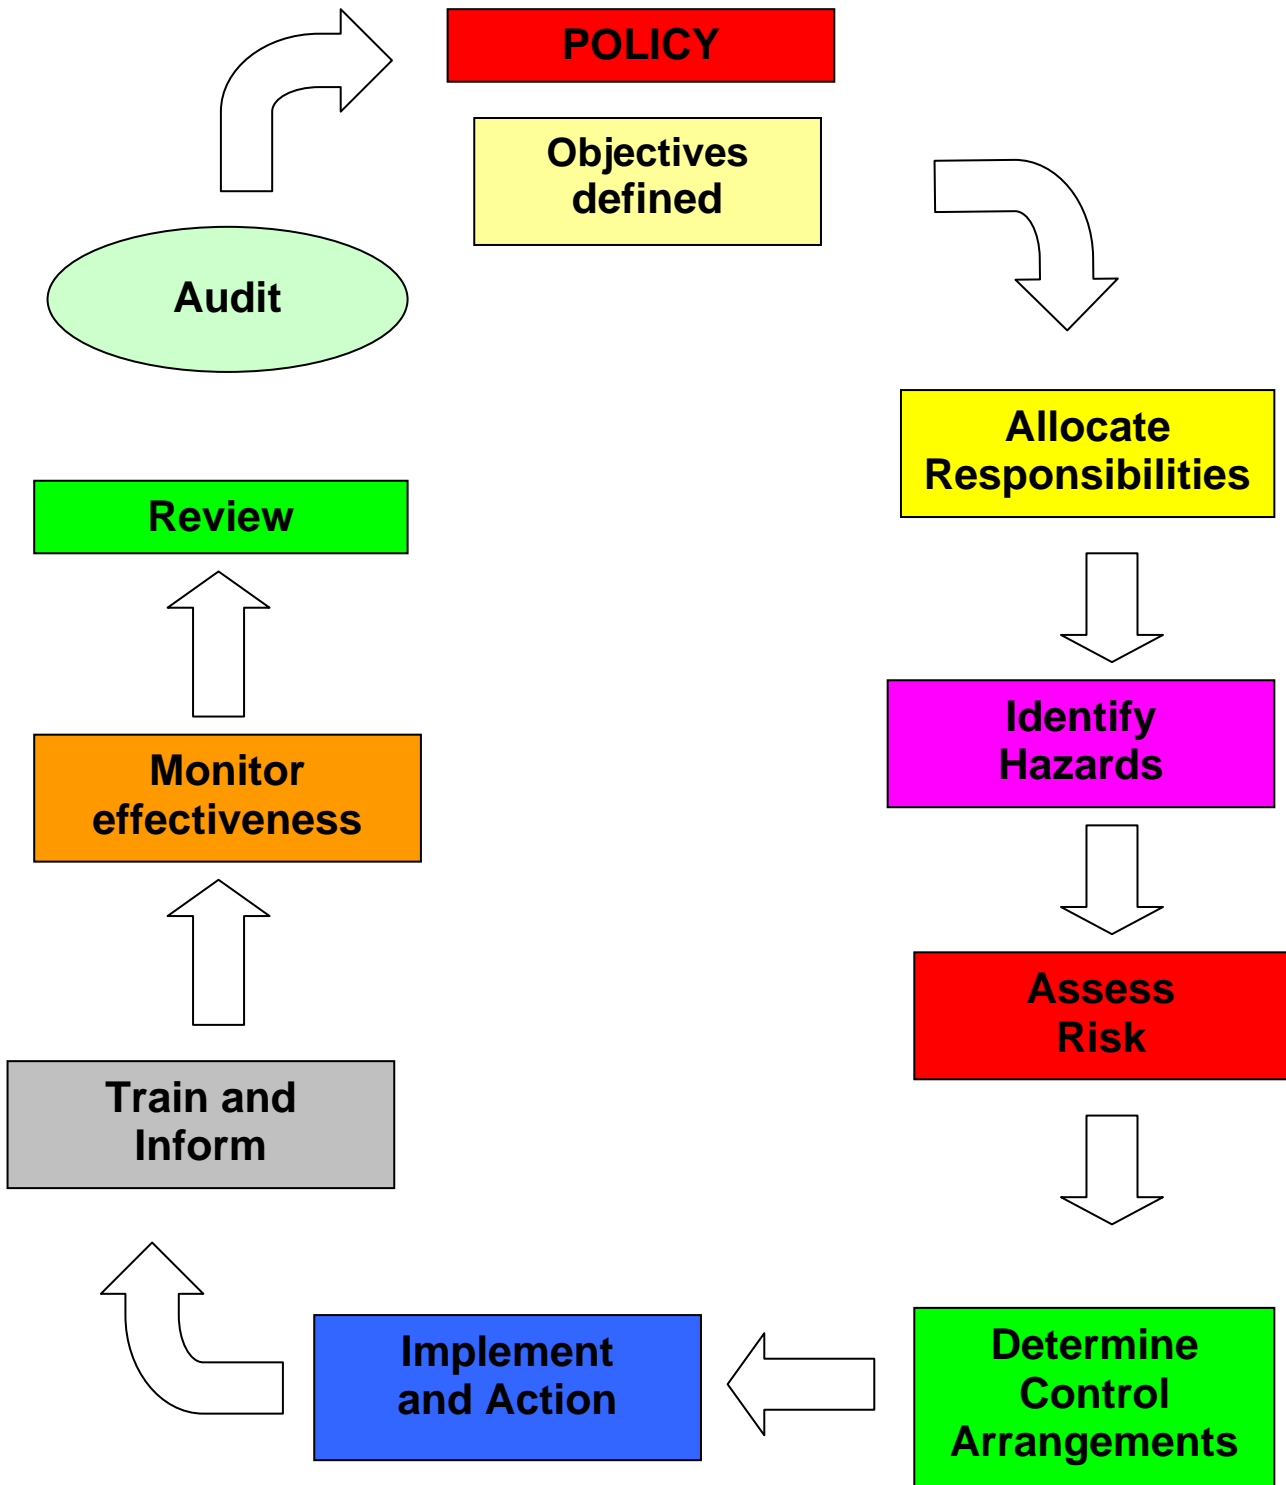 POLICY
Objectives
defined
Audit
Allocate
Responsibilities
Review
Identify
Hazards
Monitor
effectiveness
Assess
Risk
Train and
Inform
Determine
Control
Arrangements
Implement
and Action